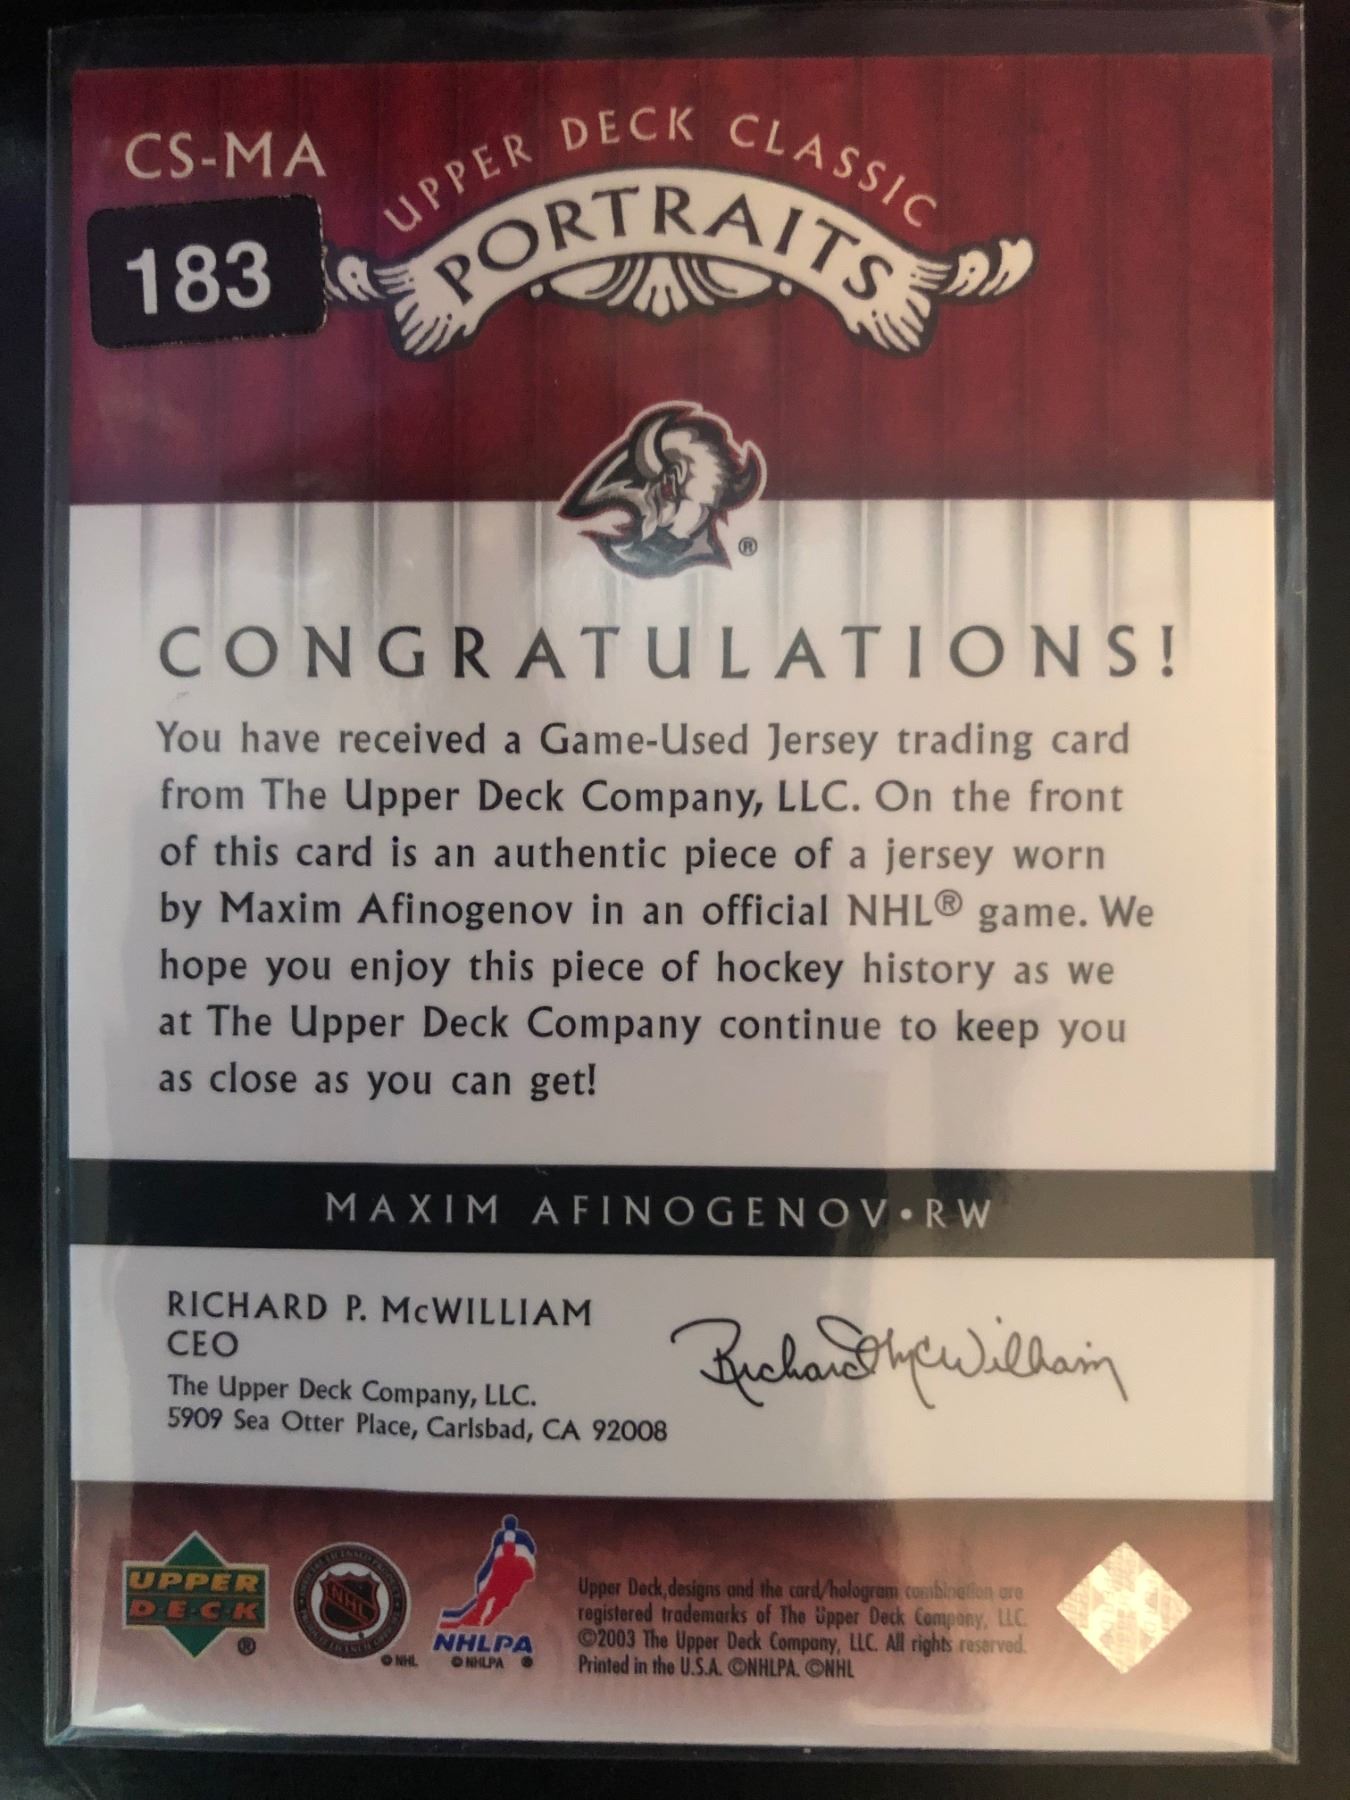 CS-MA
183
UPPER DECK CLASSIC
PORTRAITS
®
CONGRATULATIONS!
You have received a Game-Used Jersey trading card
from The Upper Deck Company, LLC. On the front
of this card is an authentic piece of a jersey worn
by Maxim Afinogenov in an official NHL® game. We
hope you enjoy this piece of hockey history as we
at The Upper Deck Company continue to keep you
as close as you can get!
MAXIM AFINOGENOV•RW
RICHARD P. McWILLIAM
CEO
The Upper Deck Company, LLC.
5909 Sea Otter Place, Carlsbad, CA 92008
Richard McWilliam
UPPER
DECK
®
NHL
©NHL
NHLPA
©NHLPA ®
Upper Deck, designs and the card/hologram combination are
registered trademarks of The Upper Deck Company, LLC.
©2003 The Upper Deck Company, LLC. All rights reserved.
Printed in the U.S.A. ©NHLPA. ©NHL